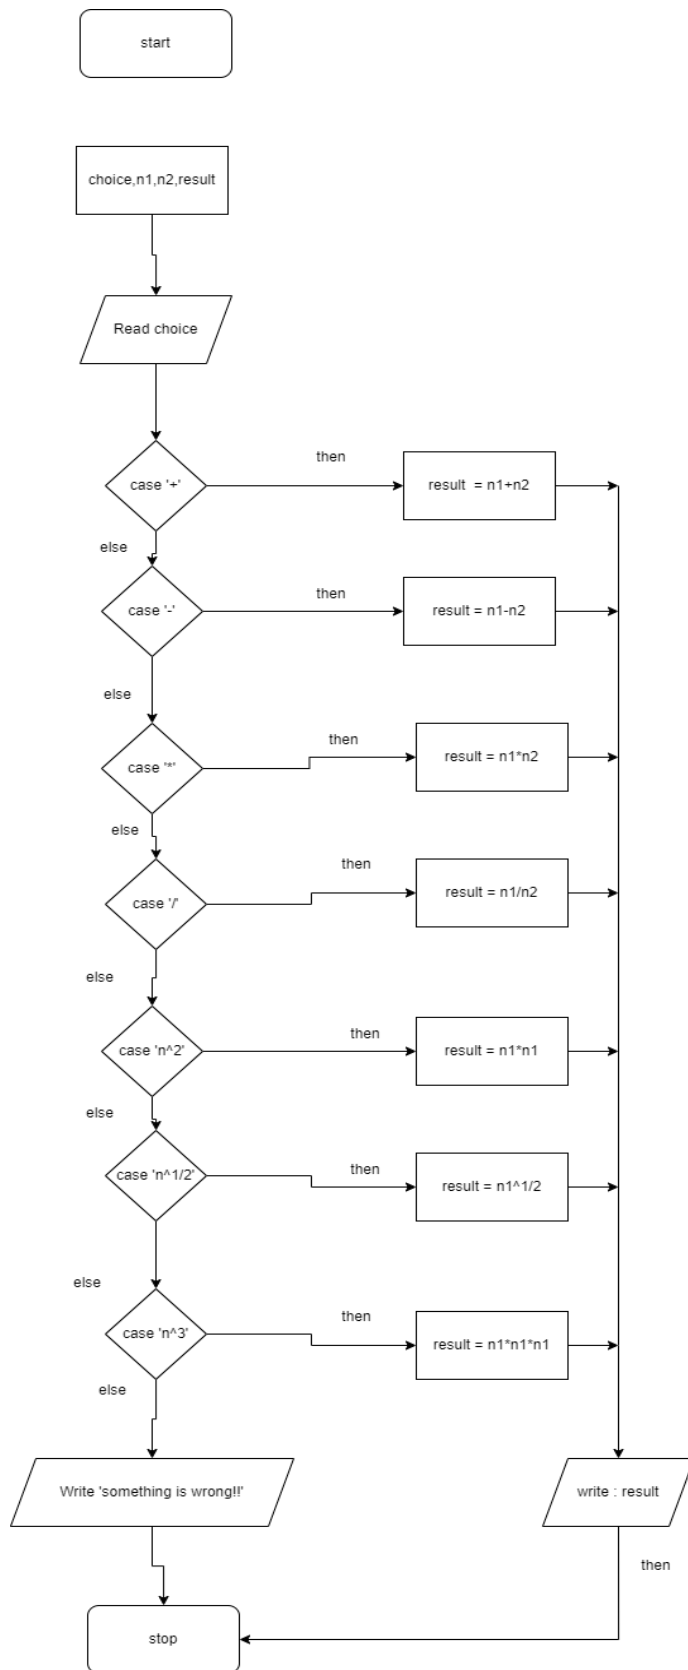 start
choice,n1,n2,result
Read choice
case '+'
then
result = n1+n2
else
case '-'
then
result = n1-n2
else
case '*'
then
result = n1*n2
else
case '/'
then
result = n1/n2
else
case 'n^2'
then
result = n1*n1
else
case 'n^1/2'
then
result = n1^1/2
else
case 'n^3'
then
result = n1*n1*n1
else
Write 'something is wrong!!'
write : result
then
stop